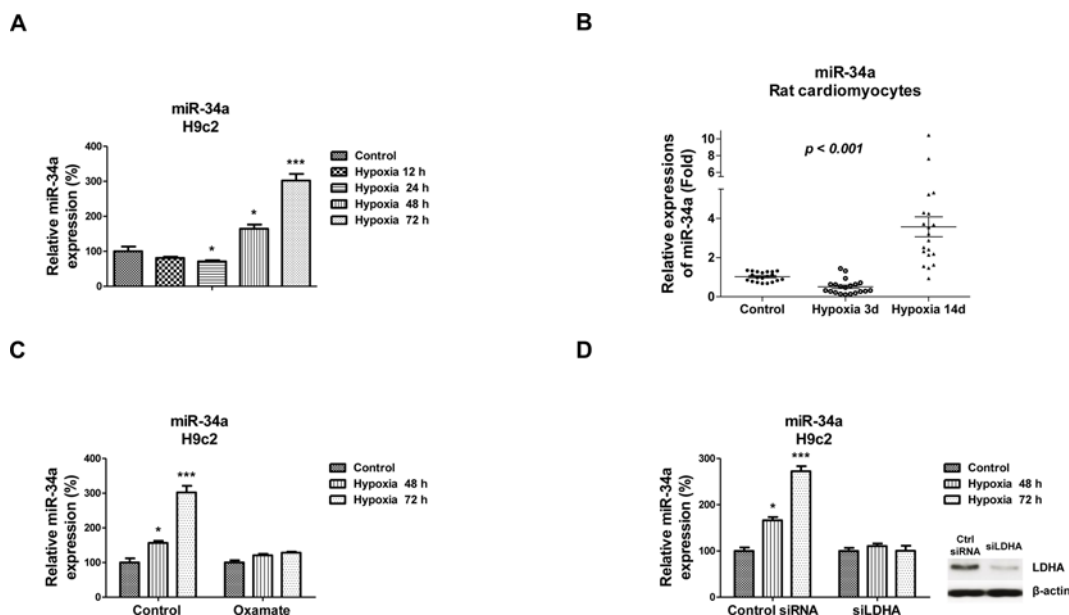 A
miR-34a
H9c2
Relative miR-34a
expression (%)
400
300
200
100
0
*
*
***
Control
Hypoxia 12 h
Hypoxia 24 h
Hypoxia 48 h
Hypoxia 72 h
B
miR-34a
Rat cardiomyocytes
p < 0.001
Relative expressions
of miR-34a (Fold)
10
8
6
4
2
0
Control
Hypoxia 3d
Hypoxia 14d
C
miR-34a
H9c2
Relative miR-34a
expression (%)
400
300
200
100
0
*
***
Control
Oxamate
Control
Hypoxia 48 h
Hypoxia 72 h
D
miR-34a
H9c2
Relative miR-34a
expression (%)
300
200
100
0
*
***
Control siRNA
siLDHA
Control
Hypoxia 48 h
Hypoxia 72 h
Ctrl
siRNA
siLDHA
LDHA
β-actin